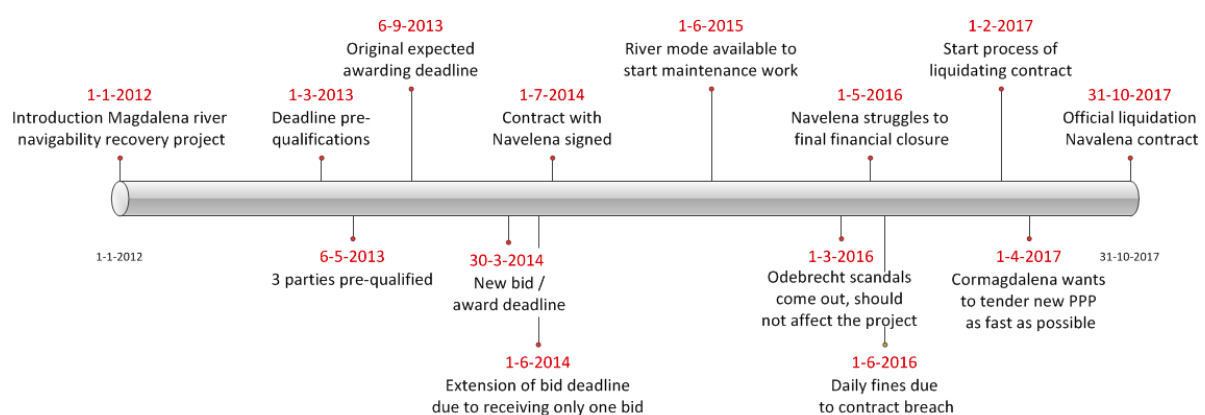 6-9-2013
Original expected
awarding deadline
1-6-2015
River mode available to
start maintenance work
1-2-2017
Start process of
liquidating contract
1-1-2012
Introduction Magdalena river
navigability recovery project
1-3-2013
Deadline pre-
qualifications
1-7-2014
Contract with
Navelena signed
1-5-2016
Navelena struggles to
final financial closure
31-10-2017
Official liquidation
Navalena contract
1-1-2012
6-5-2013
3 parties pre-qualified
30-3-2014
New bid /
award deadline
1-3-2016
Odebrecht scandals
come out, should
not affect the project
1-4-2017
Cormagdalena wants
to tender new PPP
as fast as possible
31-10-2017
1-6-2014
Extension of bid deadline
due to receiving only one bid
1-6-2016
Daily fines due
to contract breach